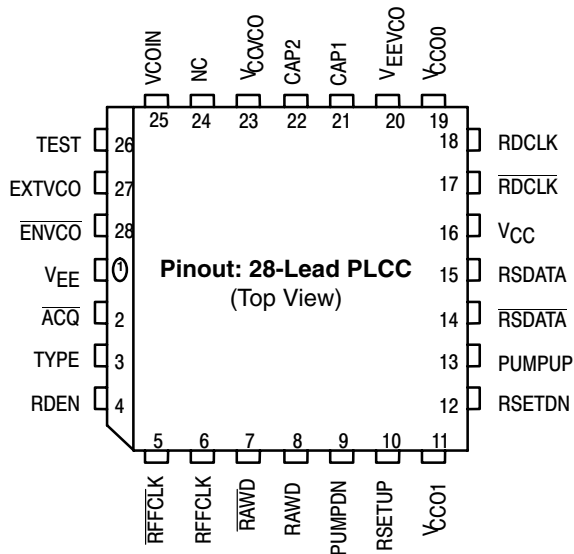 VCOIN NC VCCVCO CAP2 CAP1 VEEVCO VCCO0
25 24 23 22 21 20 19
TEST 26 18 RDCLK
EXTVCO 27 17 RDCLK
ENVCO 28 16 VCC
VEE 1 15 RSDATA
ACQ 2 14 RSDATA
TYPE 3 13 PUMPUP
RDEN 4 12 RSETDN
Pinout: 28-Lead PLCC
(Top View)
5 6 7 8 9 10 11
RFFCLK RFFCLK RAWD RAWD PUMPDN RSETUP VCCO1